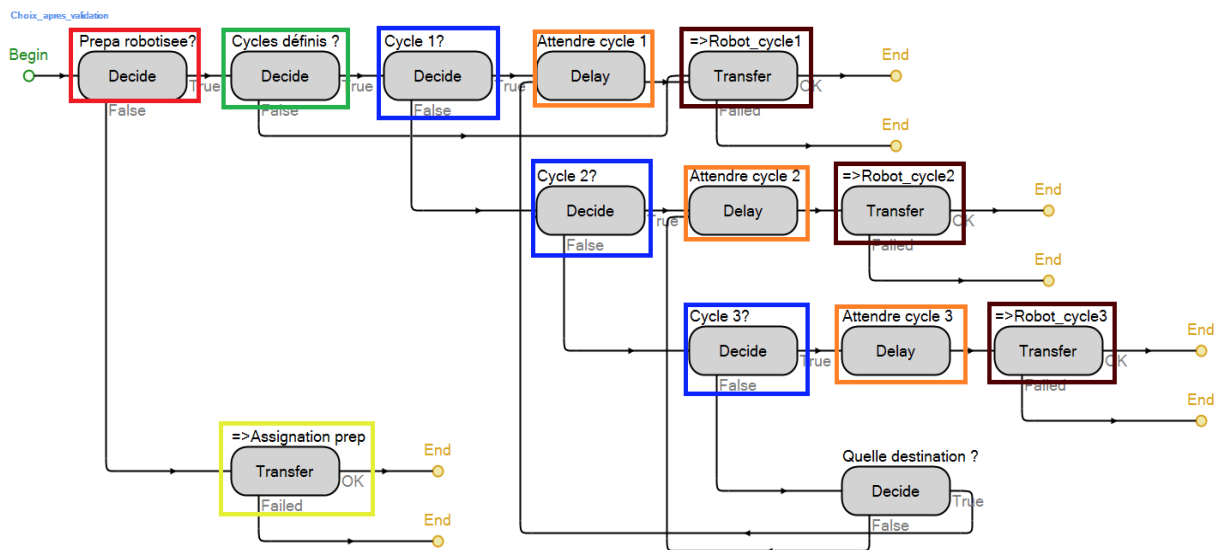 Choix_apres_validation
Begin
Prepa robotisee?
Decide
True
False
Cycles définis ?
Decide
True
False
Cycle 1?
Decide
True
False
Attendre cycle 1
Delay
=>Robot_cycle1
Transfer
OK
Failed
End
End
Cycle 2?
Decide
True
False
Attendre cycle 2
Delay
=>Robot_cycle2
Transfer
OK
Failed
End
End
Cycle 3?
Decide
True
False
Attendre cycle 3
Delay
=>Robot_cycle3
Transfer
OK
Failed
End
End
=>Assignation prep
Transfer
OK
Failed
End
End
Quelle destination ?
Decide
True
False